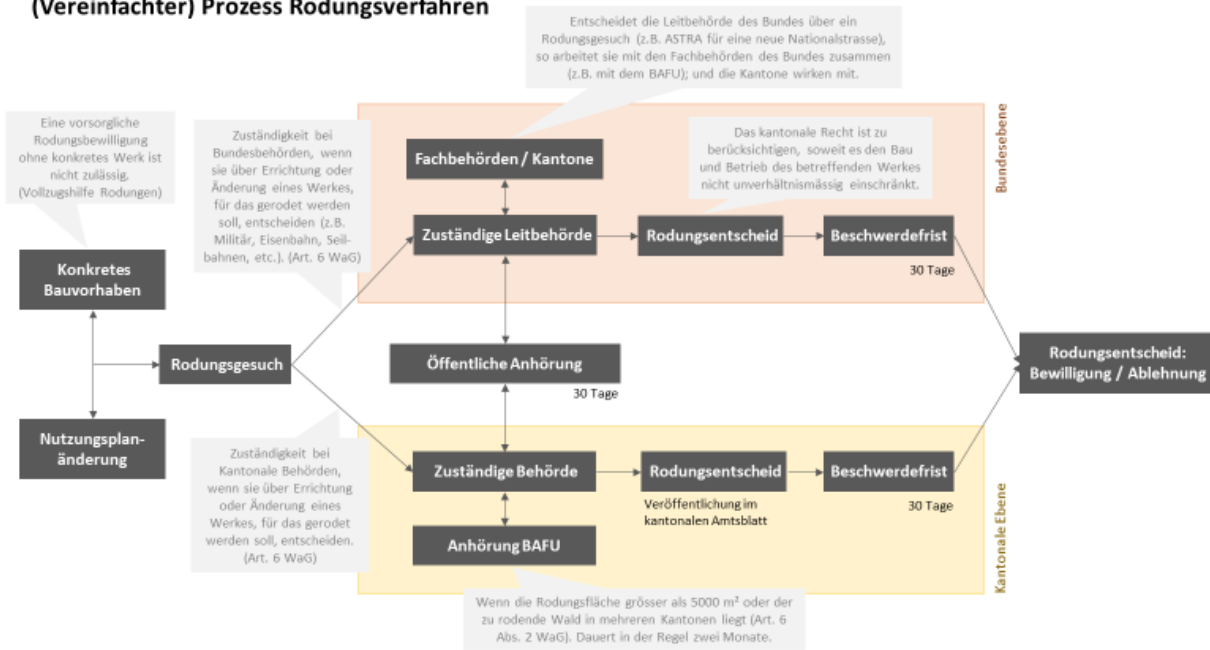 (Vereinfachter) Prozess Rodungsverfahren
Entscheidet die Leitbehörde des Bundes über ein
Rodungsgesuch (z.B. ASTRA für eine neue Nationalstrasse),
so arbeitet sie mit den Fachbehörden des Bundes zusammen
(z.B. mit dem BAFU); und die Kantone wirken mit.
Eine vorsorgliche
Rodungsbewilligung
ohne konkretes Werk ist
nicht zulässig.
(Vollzugshilfe Rodungen)
Zuständigkeit bei
Bundesbehörden, wenn
sie über Errichtung oder
Änderung eines Werkes,
für das gerodet werden
soll, entscheiden (z.B.
Militär, Eisenbahn, Seil-
bahnen, etc.). (Art. 6 WaG)
Fachbehörden / Kantone
Das kantonale Recht ist zu
berücksichtigen, soweit es den Bau
und Betrieb des betreffenden Werkes
nicht unverhältnismässig einschränkt.
Bundesebene
Zuständige Leitbehörde
Rodungsentscheid
Beschwerdefrist
30 Tage
Konkretes
Bauvorhaben
Rodungsgesuch
Öffentliche Anhörung
30 Tage
Rodungsentscheid:
Bewilligung / Ablehnung
Nutzungsplan-
änderung
Zuständigkeit bei
Kantonale Behörden,
wenn sie über Errichtung
oder Änderung eines
Werkes, für das gerodet
werden soll, entscheiden.
(Art. 6 WaG)
Zuständige Behörde
Rodungsentscheid
Beschwerdefrist
Veröffentlichung im
kantonalen Amtsblatt
30 Tage
Anhörung BAFU
Kantonale Ebene
Wenn die Rodungsfläche grösser als 5000 m² oder der
zu rodende Wald in mehreren Kantonen liegt (Art. 6
Abs. 2 WaG). Dauert in der Regel zwei Monate.